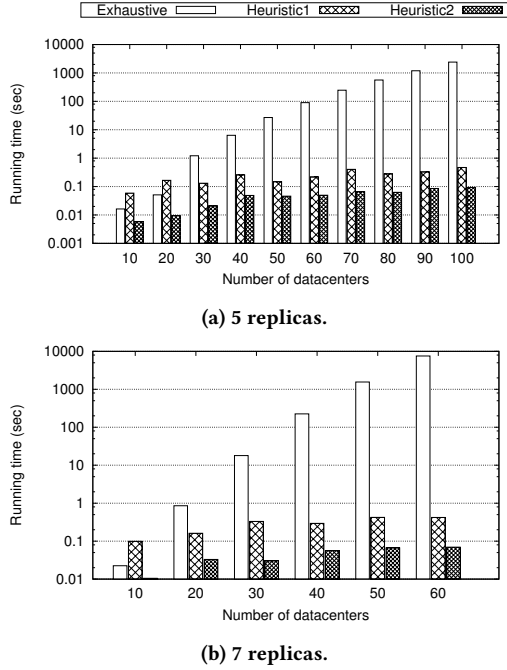 Exhaustive Heuristic1 Heuristic2
10000
1000
100
10
1
0.1
0.01
0.001
Running time (sec)
10 20 30 40 50 60 70 80 90 100
Number of datacenters
(a) 5 replicas.
10000
1000
100
10
1
0.1
0.01
Running time (sec)
10 20 30 40 50 60
Number of datacenters
(b) 7 replicas.